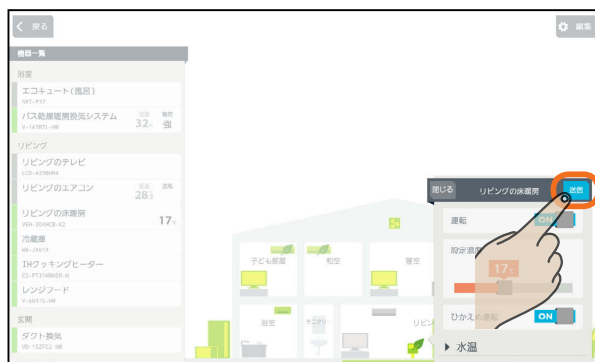 戻る
編集
機器一覧
浴室
エコキュート(風呂)
バス乾燥暖房換気システム
32
強
リビング
リビングのテレビ
リビングのエアコン
28
リビングの床暖房
17
冷蔵庫
IHクッキングヒーター
レンジフード
玄関
ダクト換気
子ども部屋
和室
寝室
浴室
サニタリ
リビン
閉じる
リビングの床暖房
送信
運転
ON
設定温
17
ひかえめ運転
ON
水温